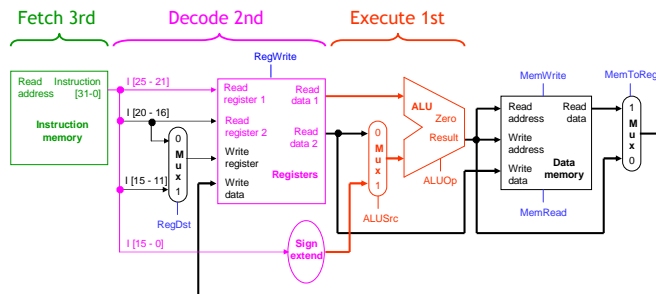 Fetch 3rd
Decode 2nd
Execute 1st
RegWrite
MemWrite
MemToReg
Read address
Instruction [31-0]
Instruction memory
I [25 - 21]
I [20 - 16]
I [15 - 11]
I [15 - 0]
0
Mux
1
RegDst
Read register 1
Read register 2
Write register
Write data
Read data 1
Read data 2
Registers
Sign extend
0
Mux
1
ALUSrc
ALU
Zero
Result
ALUOp
Read address
Write address
Write data
Read data
Data memory
MemRead
1
Mux
0